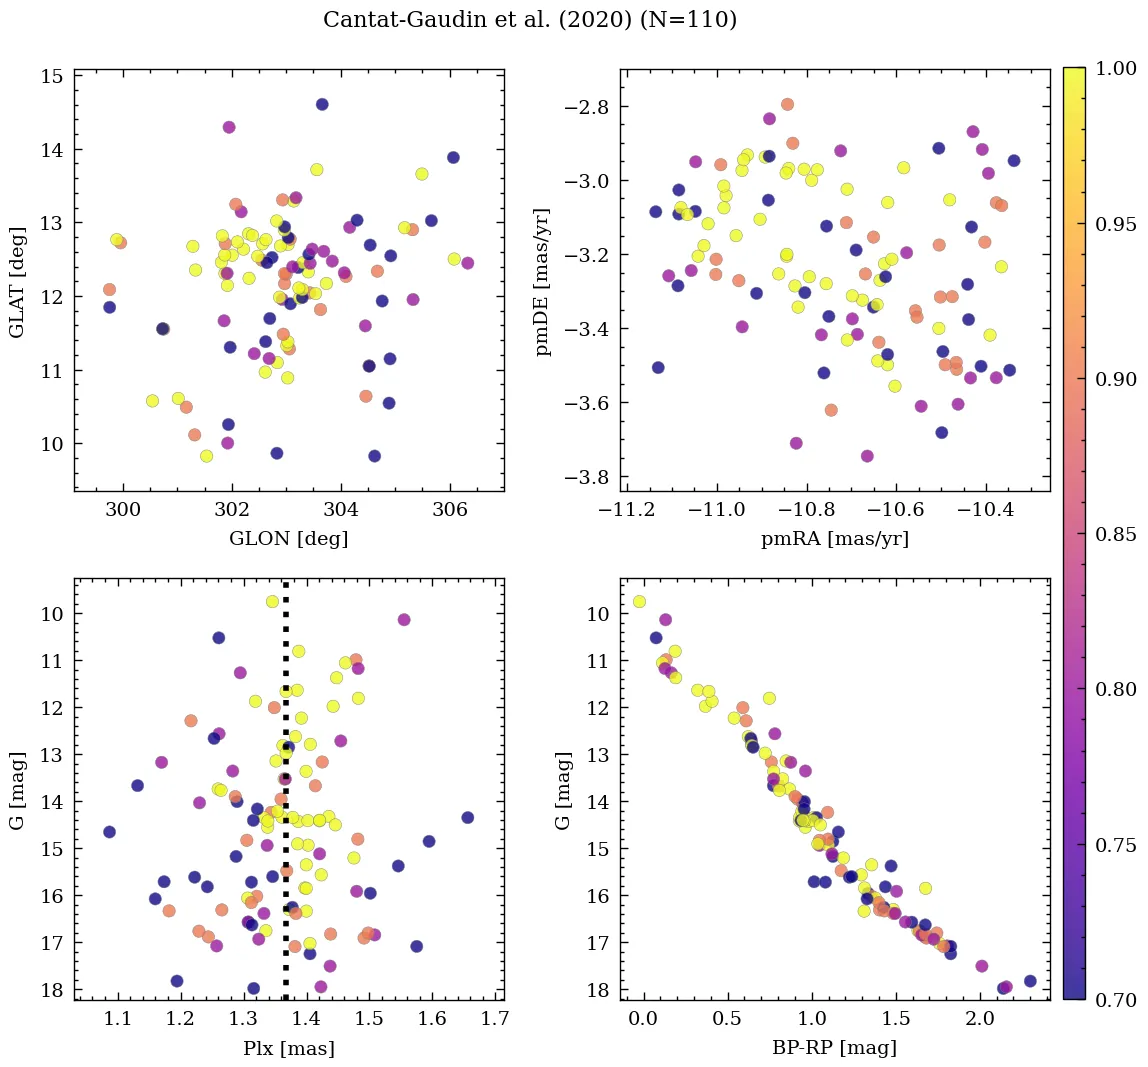 Cantat-Gaudin et al. (2020) (N=110)
15
14
13
12
11
10
GLAT [deg]
300 302 304 306
GLON [deg]
−2.8
−3.0
−3.2
−3.4
−3.6
−3.8
pmDE [mas/yr]
−11.2 −11.0 −10.8 −10.6 −10.4
pmRA [mas/yr]
10
11
12
13
14
15
16
17
18
G [mag]
1.1 1.2 1.3 1.4 1.5 1.6 1.7
Plx [mas]
10
11
12
13
14
15
16
17
18
G [mag]
0.0 0.5 1.0 1.5 2.0
BP-RP [mag]
1.00
0.95
0.90
0.85
0.80
0.75
0.70